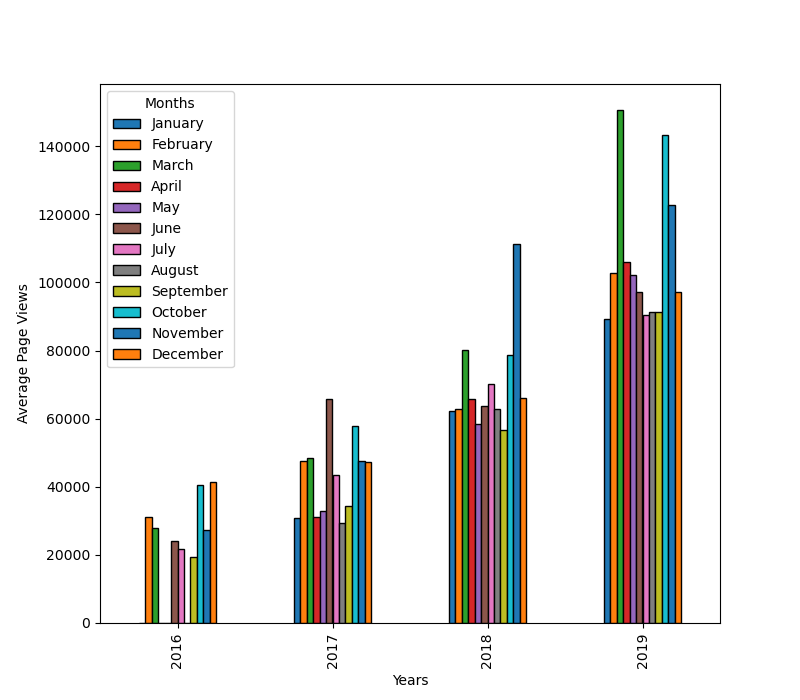 Months
January
February
March
April
May
June
July
August
September
October
November
December
Average Page Views
140000
120000
100000
80000
60000
40000
20000
0
2016
2017
2018
2019
Years